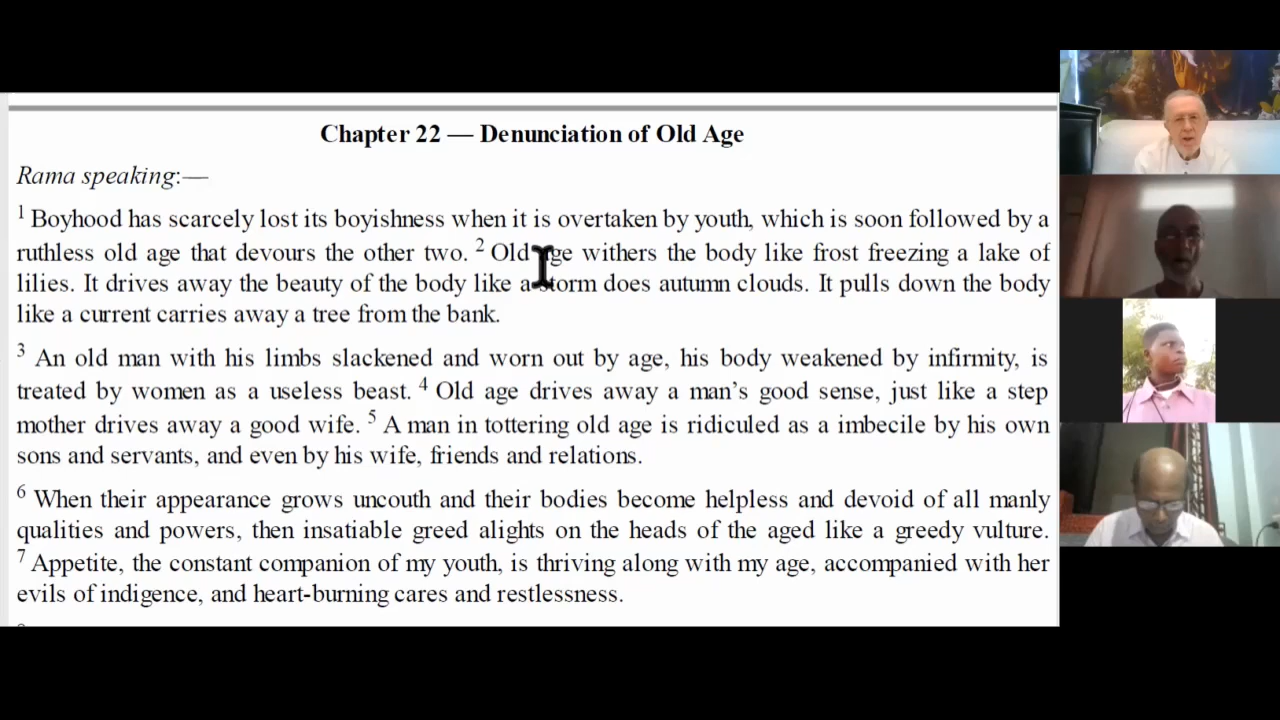 Chapter 22 — Denunciation of Old Age
Rama speaking:—
1 Boyhood has scarcely lost its boyishness when it is overtaken by youth, which is soon followed by a
ruthless old age that devours the other two. 2 Old age withers the body like frost freezing a lake of
lilies. It drives away the beauty of the body like a storm does autumn clouds. It pulls down the body
like a current carries away a tree from the bank.
3 An old man with his limbs slackened and worn out by age, his body weakened by infirmity, is
treated by women as a useless beast. 4 Old age drives away a man’s good sense, just like a step
mother drives away a good wife. 5 A man in tottering old age is ridiculed as a imbecile by his own
sons and servants, and even by his wife, friends and relations.
6 When their appearance grows uncouth and their bodies become helpless and devoid of all manly
qualities and powers, then insatiable greed alights on the heads of the aged like a greedy vulture.
7 Appetite, the constant companion of my youth, is thriving along with my age, accompanied with her
evils of indigence, and heart-burning cares and restlessness.